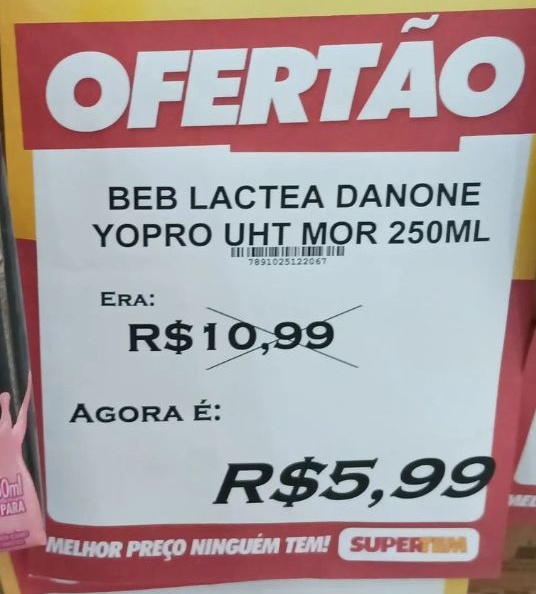 OFERTÃO
BEB LACTEA DANONE
YOPRO UHT MOR 250ML
7891025122067
ERA:
R$10,99
AGORA É:
R$5,99
MELHOR PREÇO NINGUÉM TEM! SUPERTEM
PARA